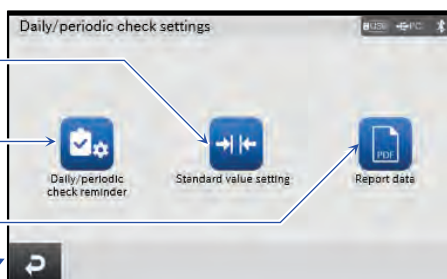 Daily/periodic check settings
USB
PC
Daily/periodic
check reminder
Standard value setting
PDF
Report data